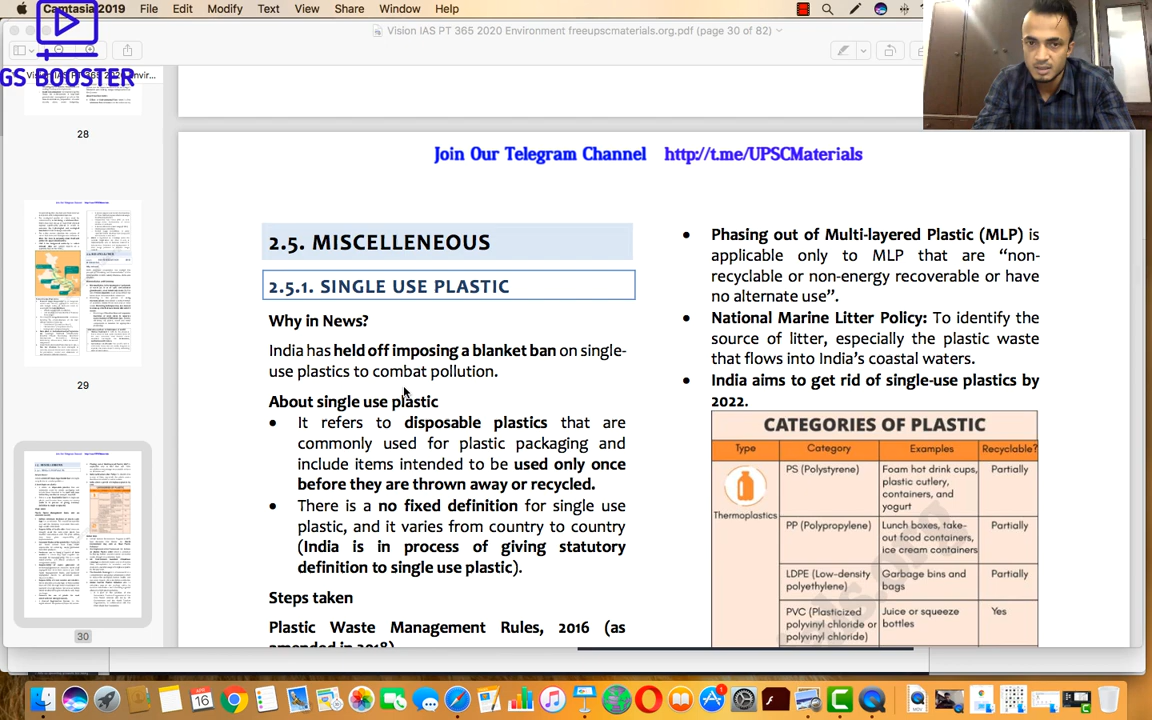 Camtasia 2019 File Edit Modify Text View Share Window Help
Vision IAS PT 365 2020 Environment freeupscmaterials.org.pdf (page 30 of 82)
GS BOOSTER
28
29
30
Join Our Telegram Channel http://t.me/UPSCMaterials
2.5. MISCELLENEOUS
2.5.1. SINGLE USE PLASTIC
Why in News?
India has held off imposing a blanket ban on single-
use plastics to combat pollution.
About single use plastic
• It refers to disposable plastics that are
commonly used for plastic packaging and
include items intended to be used only once
before they are thrown away or recycled.
• There is a no fixed definition for single use
plastic, and it varies from country to country
(India is in process of giving statutory
definition to single use plastic).
Steps taken
Plastic Waste Management Rules, 2016 (as
amended in 2018)
• Phasing out of Multi-layered Plastic (MLP) is
applicable only to MLP that are “non-
recyclable or non-energy recoverable or have
no alternate use”.
• National Marine Litter Policy: To identify the
source of litter, especially the plastic waste
that flows into India’s coastal waters.
• India aims to get rid of single-use plastics by
2022.
CATEGORIES OF PLASTIC
Type Category Examples Recyclable?
Thermoplastics
PS (Polystyrene)
Foam hot drink cups,
plastic cutlery,
containers, and
yogurt
Partially
PP (Polypropylene)
Lunch boxes, take-
out food containers,
ice cream containers
Partially
LDPE (Low-density
polyethylene)
Garbage bins and
bags
Partially
PVC (Plasticized
polyvinyl chloride or
polyvinyl chloride)
Juice or squeeze
bottles
Yes
APR
16